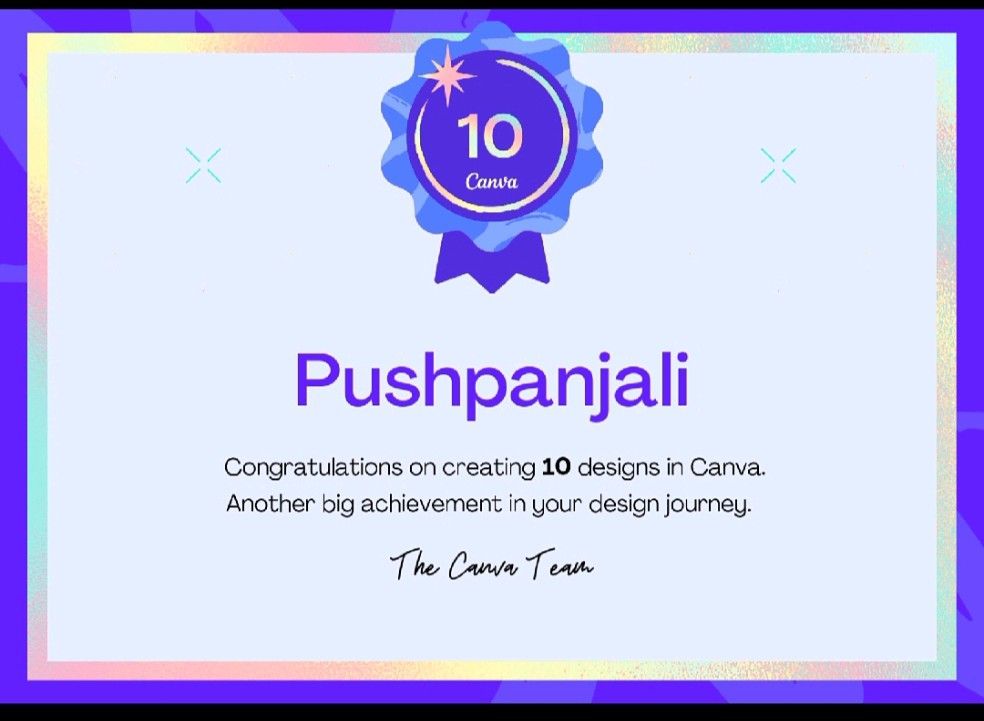 10
Canva
Pushpanjali
Congratulations on creating 10 designs in Canva.
Another big achievement in your design journey.
The Canva Team